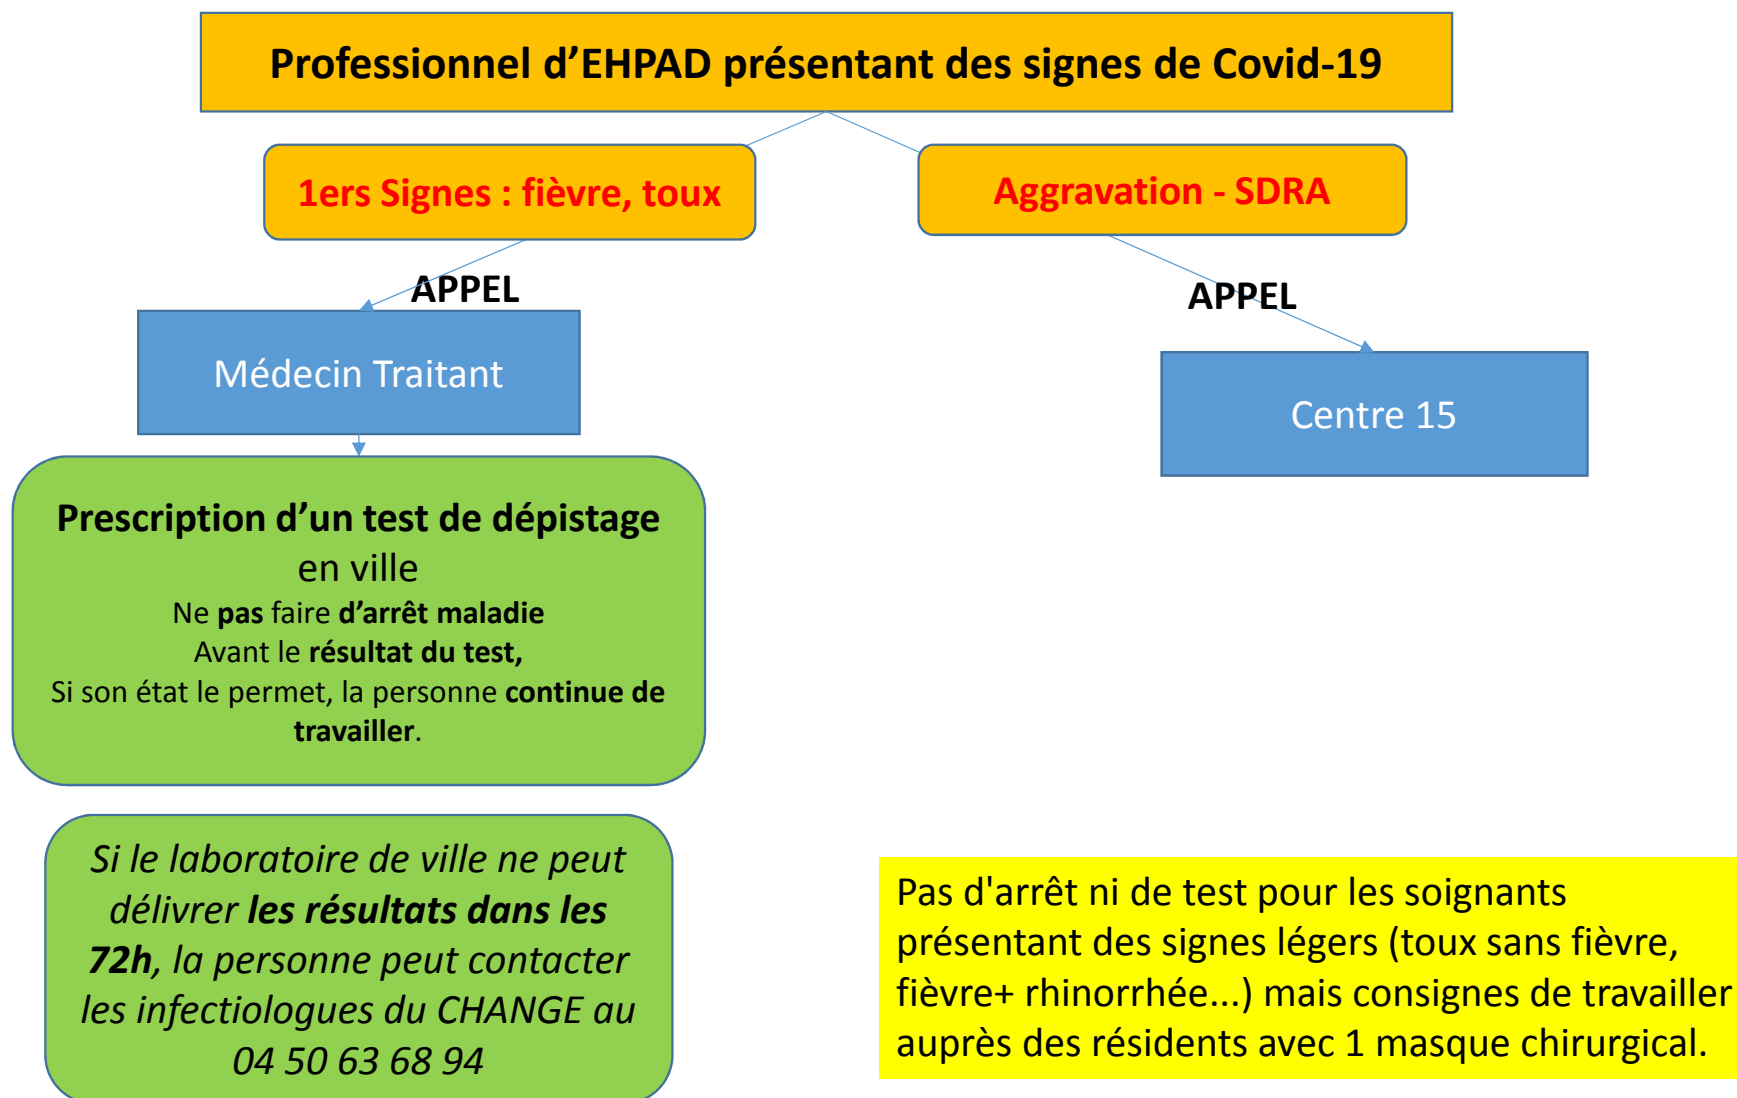 Professionnel d’EHPAD présentant des signes de Covid-19
1ers Signes : fièvre, toux
Aggravation - SDRA
APPEL
APPEL
Médecin Traitant
Centre 15
Prescription d’un test de dépistage
en ville
Ne pas faire d’arrêt maladie
Avant le résultat du test,
Si son état le permet, la personne continue de
travailler.
Si le laboratoire de ville ne peut
délivrer les résultats dans les
72h, la personne peut contacter
les infectiologues du CHANGE au
04 50 63 68 94
Pas d'arrêt ni de test pour les soignants
présentant des signes légers (toux sans fièvre,
fièvre+ rhinorrhée...) mais consignes de travailler
auprès des résidents avec 1 masque chirurgical.